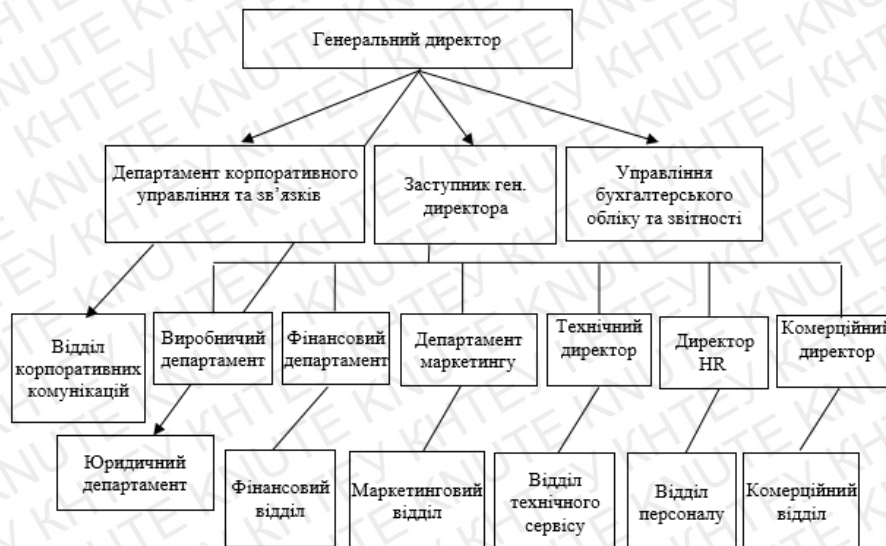 Генеральний директор
Департамент корпоративного
управління та зв’язків
Заступник ген.
директора
Управління
бухгалтерського
обліку та звітності
Відділ
корпоративних
комунікацій
Виробничий
департамент
Фінансовий
департамент
Департамент
маркетингу
Технічний
директор
Директор
HR
Комерційний
директор
Юридичний
департамент
Фінансовий
відділ
Маркетинговий
відділ
Відділ
технічного
сервісу
Відділ
персоналу
Комерційний
відділ
KNUTE КНТЕУ